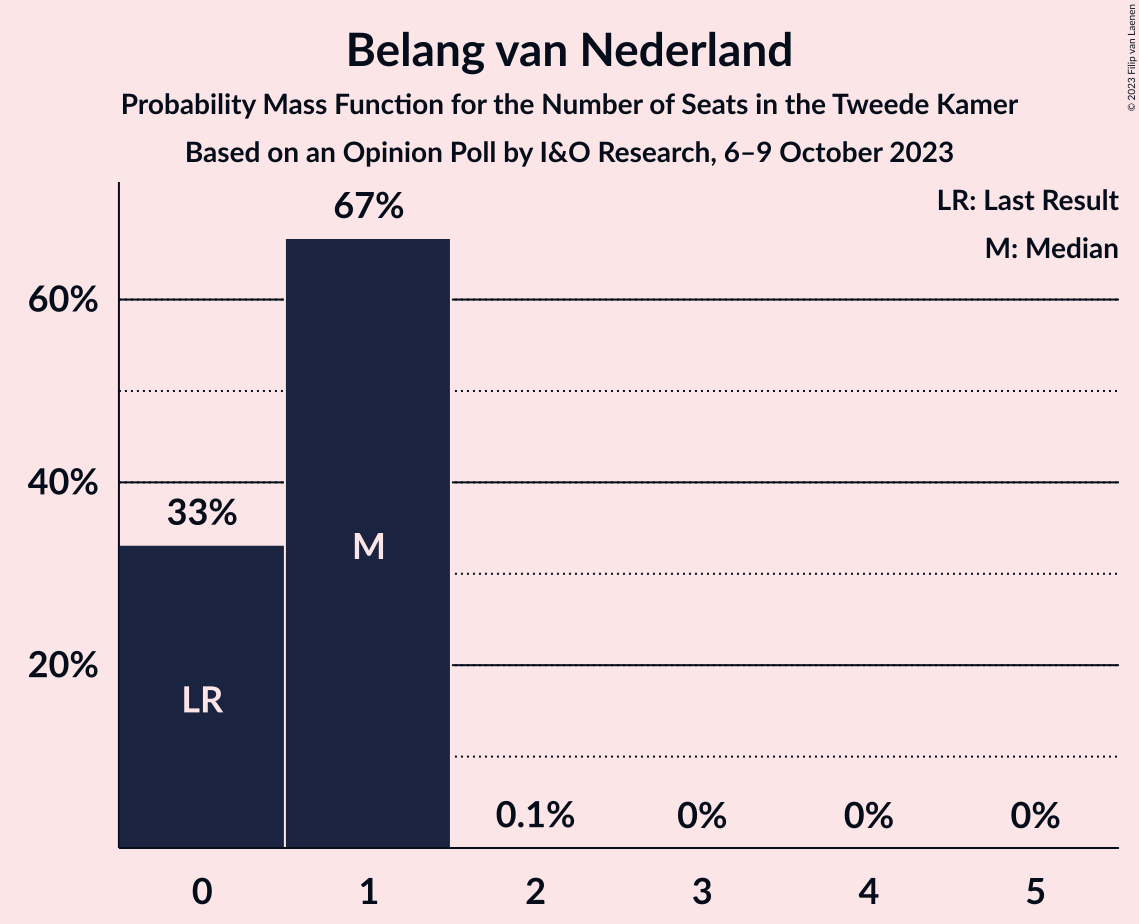 Belang van Nederland
Probability Mass Function for the Number of Seats in the Tweede Kamer
Based on an Opinion Poll by I&O Research, 6–9 October 2023
© 2023 Filip van Laenen
LR: Last Result
M: Median
67%
60%
40%
33%
M
20%
LR
0.1%
0%
0%
0%
0
1
2
3
4
5